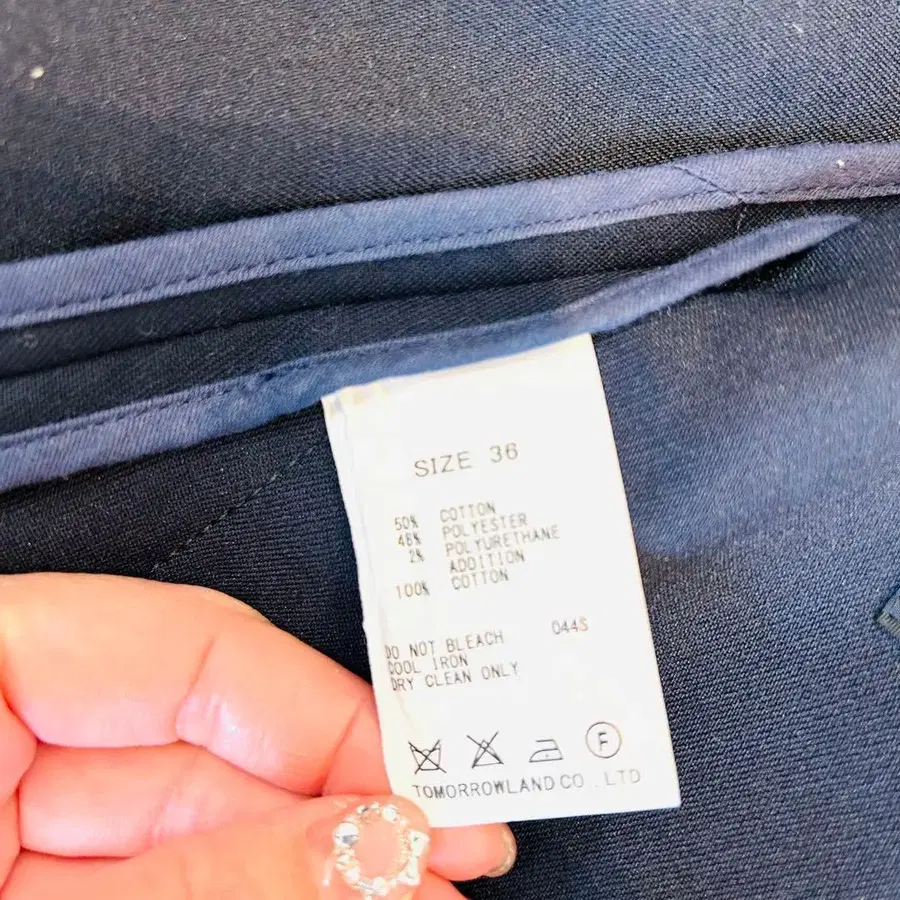 SIZE 36
50% COTTON
48% POLYESTER
2% POLYURETHANE
ADDITION
100% COTTON
DO NOT BLEACH 044S
COOL IRON
DRY CLEAN ONLY
F
TOMORROWLAND CO .,LTD